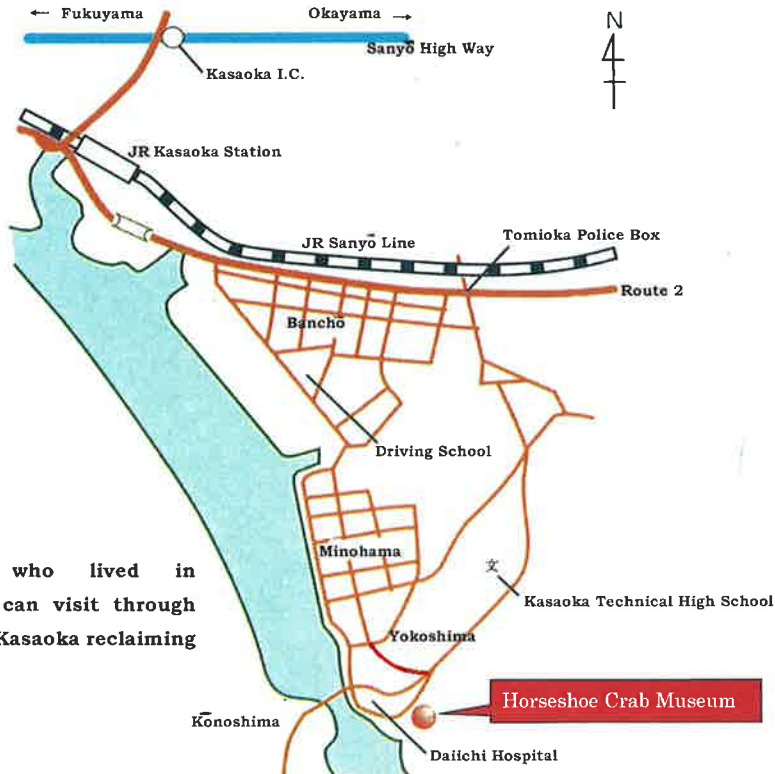 ← Fukuyama Okayama →
Sanyō High Way
N
Kasaoka I.C.
JR Kasaoka Station
Tomioka Police Box
JR Sanyō Line
Route 2
Banchō
Driving School
Minohama
who lived in
can visit through
Kasaoka reclaiming
文
Kasaoka Technical High School
Yokoshima
Horseshoe Crab Museum
Kōnoshima
Daiichi Hospital